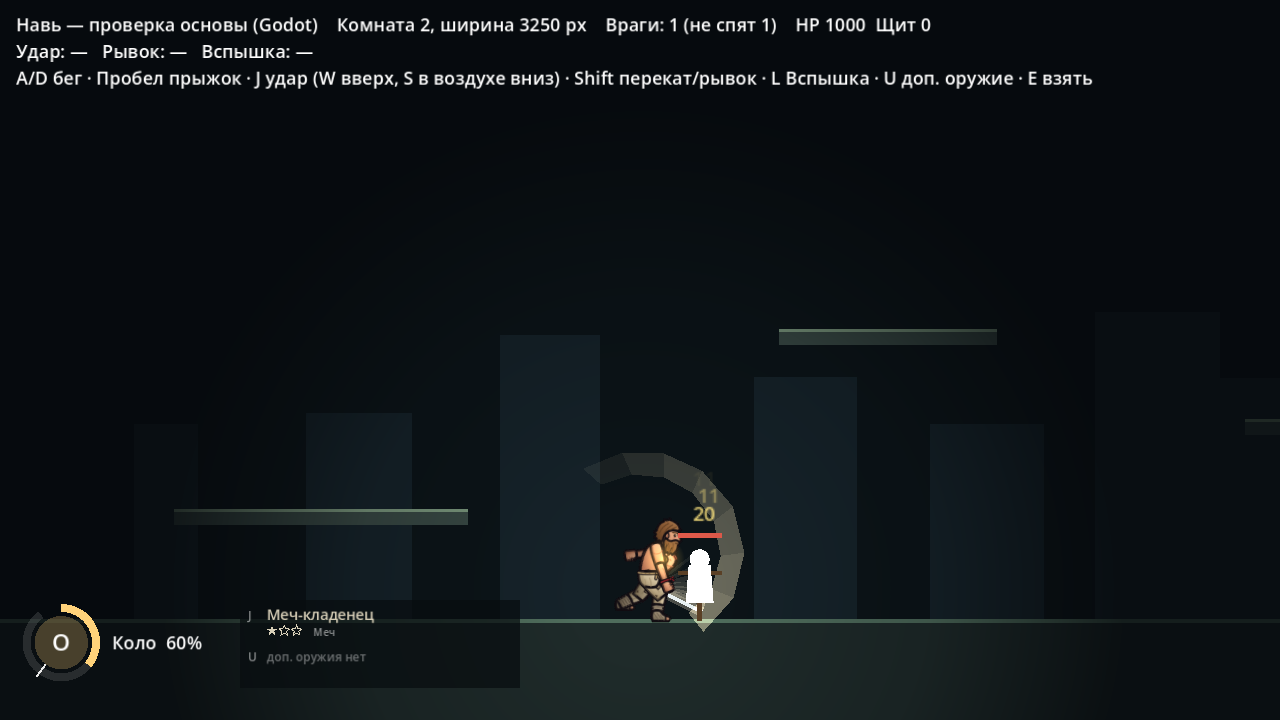 Навь — проверка основы (Godot) Комната 2, ширина 3250 px Враги: 1 (не спят 1) HP 1000 Щит 0
Удар: — Рывок: — Вспышка: —
A/D бег · Пробел прыжок · J удар (W вверх, S в воздухе вниз) · Shift перекат/рывок · L Вспышка · U доп. оружие · E взять
11
20
J Меч-кладенец
★☆☆ Меч
O Коло 60%
U доп. оружия нет